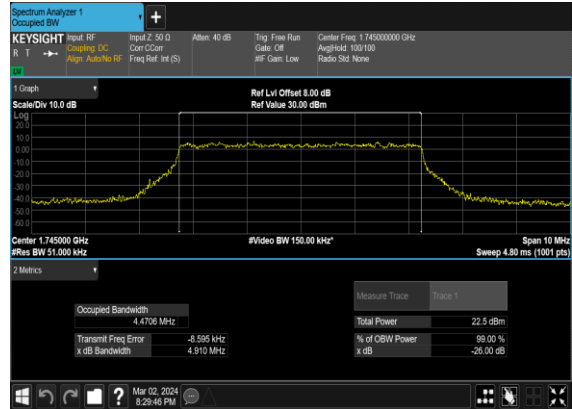 Spectrum Analyzer 1
Occupied BW
+
KEYSIGHT Input: RF Input Z: 50 Ω Atten: 40 dB Trig: Free Run Center Freq: 1.745000000 GHz
R T Coupling: DC Corr CCorr Gate: Off Avg|Hold: 100/100
Align: Auto/No RF Freq Ref: Int (S) #IF Gain: Low Radio Std: None
LW
1 Graph
Ref Lvl Offset 8.00 dB
Scale/Div 10.0 dB Ref Value 30.00 dBm
Log
20.0
10.0
0.00
-10.0
-20.0
-30.0
-40.0
-50.0
-60.0
Center 1.745000 GHz #Video BW 150.00 kHz* Span 10 MHz
#Res BW 51.000 kHz Sweep 4.80 ms (1001 pts)
2 Metrics
Measure Trace Trace 1
Occupied Bandwidth
4.4706 MHz Total Power 22.5 dBm
Transmit Freq Error -8.595 kHz % of OBW Power 99.00 %
x dB Bandwidth 4.910 MHz x dB -26.00 dB
? Mar 02, 2024
8:29:46 PM